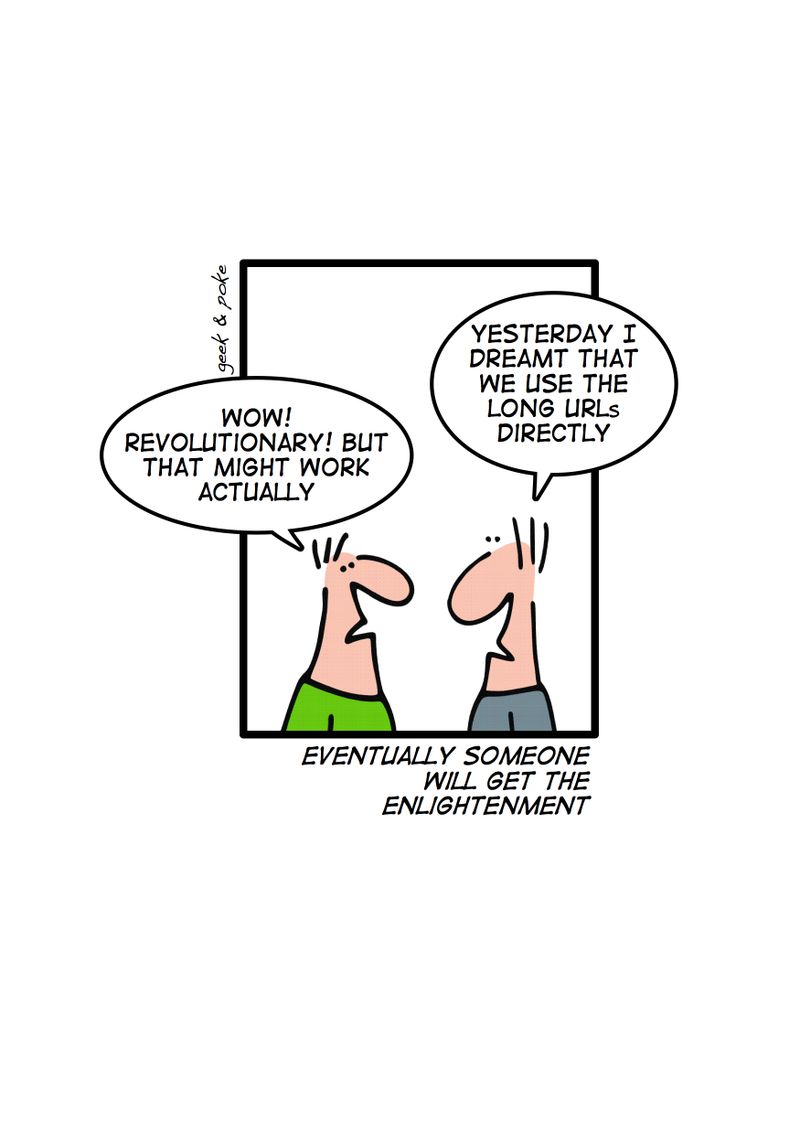 geek & poke
YESTERDAY I
DREAMT THAT
WE USE THE
LONG URLs
DIRECTLY
WOW!
REVOLUTIONARY! BUT
THAT MIGHT WORK
ACTUALLY
EVENTUALLY SOMEONE
WILL GET THE
ENLIGHTENMENT